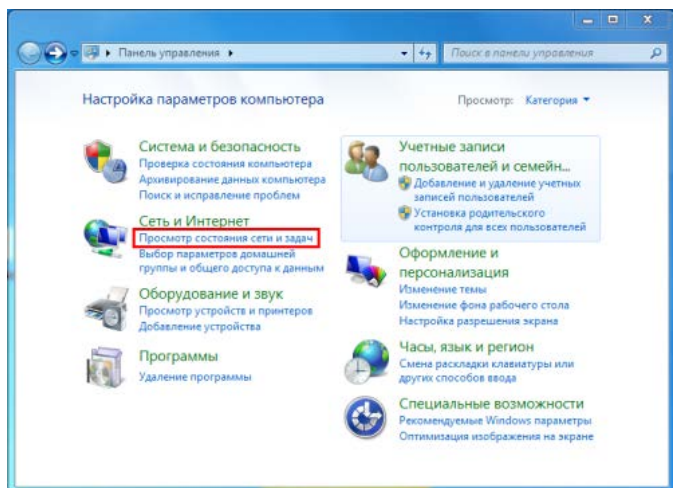 Панель управления
Поиск в панели управления
Настройка параметров компьютера
Просмотр: Категория
Система и безопасность
Проверка состояния компьютера
Архивирование данных компьютера
Поиск и исправление проблем
Сеть и Интернет
Просмотр состояния сети и задач
Выбор параметров домашней
группы и общего доступа к данным
Оборудование и звук
Просмотр устройств и принтеров
Добавление устройства
Программы
Удаление программы
Учетные записи
пользователей и семейн...
Добавление и удаление учетных
записей пользователей
Установка родительского
контроля для всех пользователей
Оформление и
персонализация
Изменение темы
Изменение фона рабочего стола
Настройка разрешения экрана
Часы, язык и регион
Смена раскладки клавиатуры или
других способов ввода
Специальные возможности
Рекомендуемые Windows параметры
Оптимизация изображения на экране